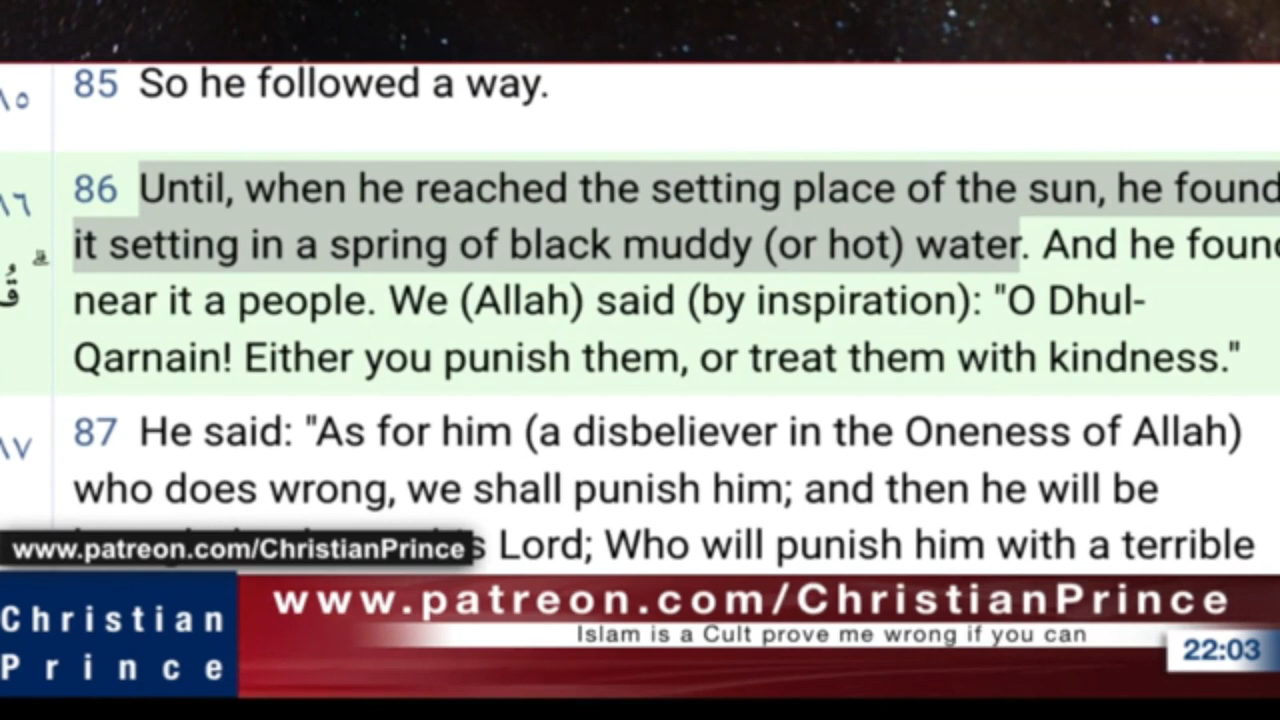 85 So he followed a way.
٨٥
86 Until, when he reached the setting place of the sun, he found
٨٦
it setting in a spring of black muddy (or hot) water. And he found
near it a people. We (Allah) said (by inspiration): "O Dhul-
Qarnain! Either you punish them, or treat them with kindness."
87 He said: "As for him (a disbeliever in the Oneness of Allah)
٨٧
who does wrong, we shall punish him; and then he will be
Lord; Who will punish him with a terrible
www.patreon.com/ChristianPrince
Christian
Prince
www.patreon.com/ChristianPrince
Islam is a Cult prove me wrong if you can
22:03